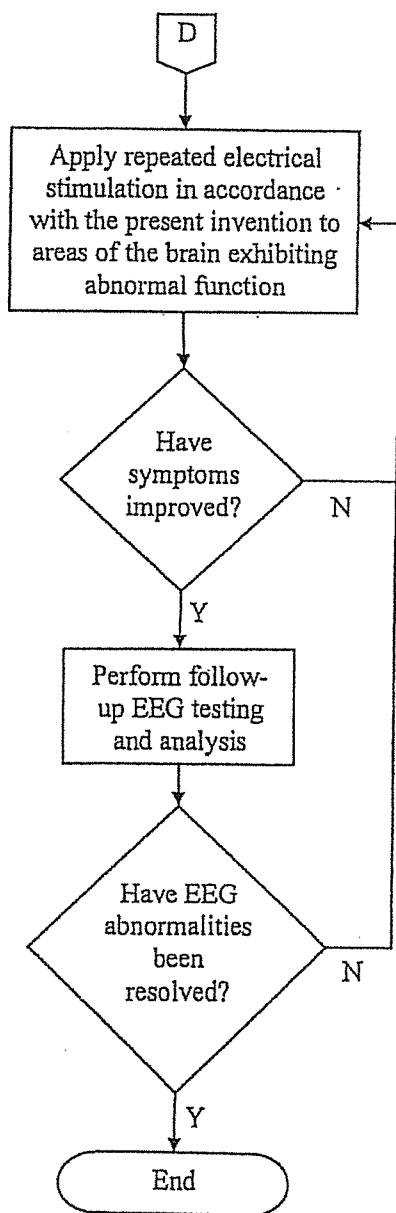 D
Apply repeated electrical
stimulation in accordance
with the present invention to
areas of the brain exhibiting
abnormal function
Have
symptoms
improved?
N
Y
Perform follow-
up EEG testing
and analysis
Have EEG
abnormalities
been
resolved?
N
Y
End